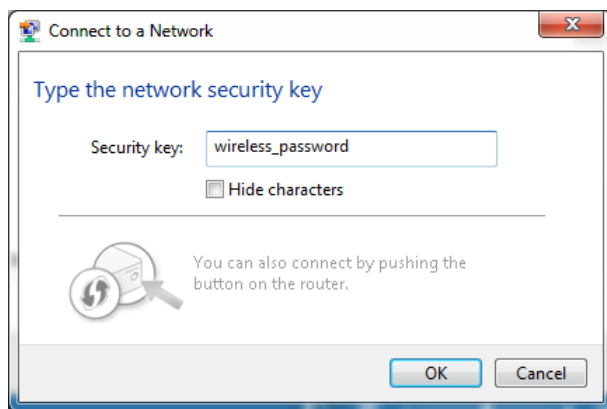 Connect to a Network
Type the network security key
Security key: wireless_password
Hide characters
You can also connect by pushing the
button on the router.
OK Cancel